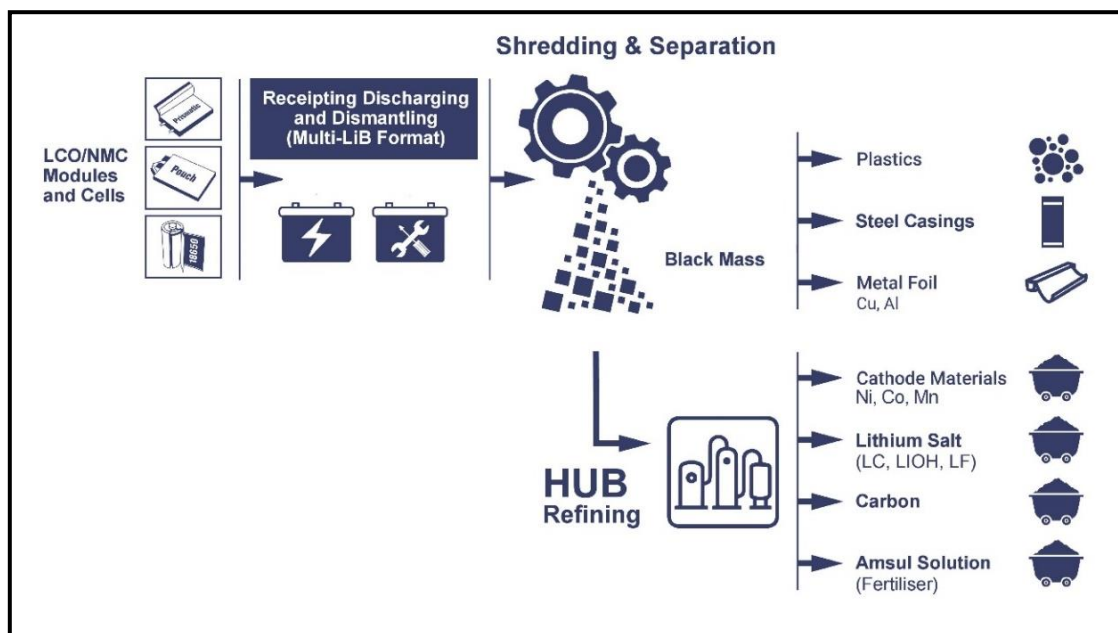 Shredding & Separation
Prismatic
Pouch
18650
LCO/NMC
Modules
and Cells
Receipting Discharging
and Dismantling
(Multi-LiB Format)
Black Mass
Plastics
Steel Casings
Metal Foil
Cu, Al
HUB
Refining
Cathode Materials
Ni, Co, Mn
Lithium Salt
(LC, LIOH, LF)
Carbon
Amsul Solution
(Fertiliser)